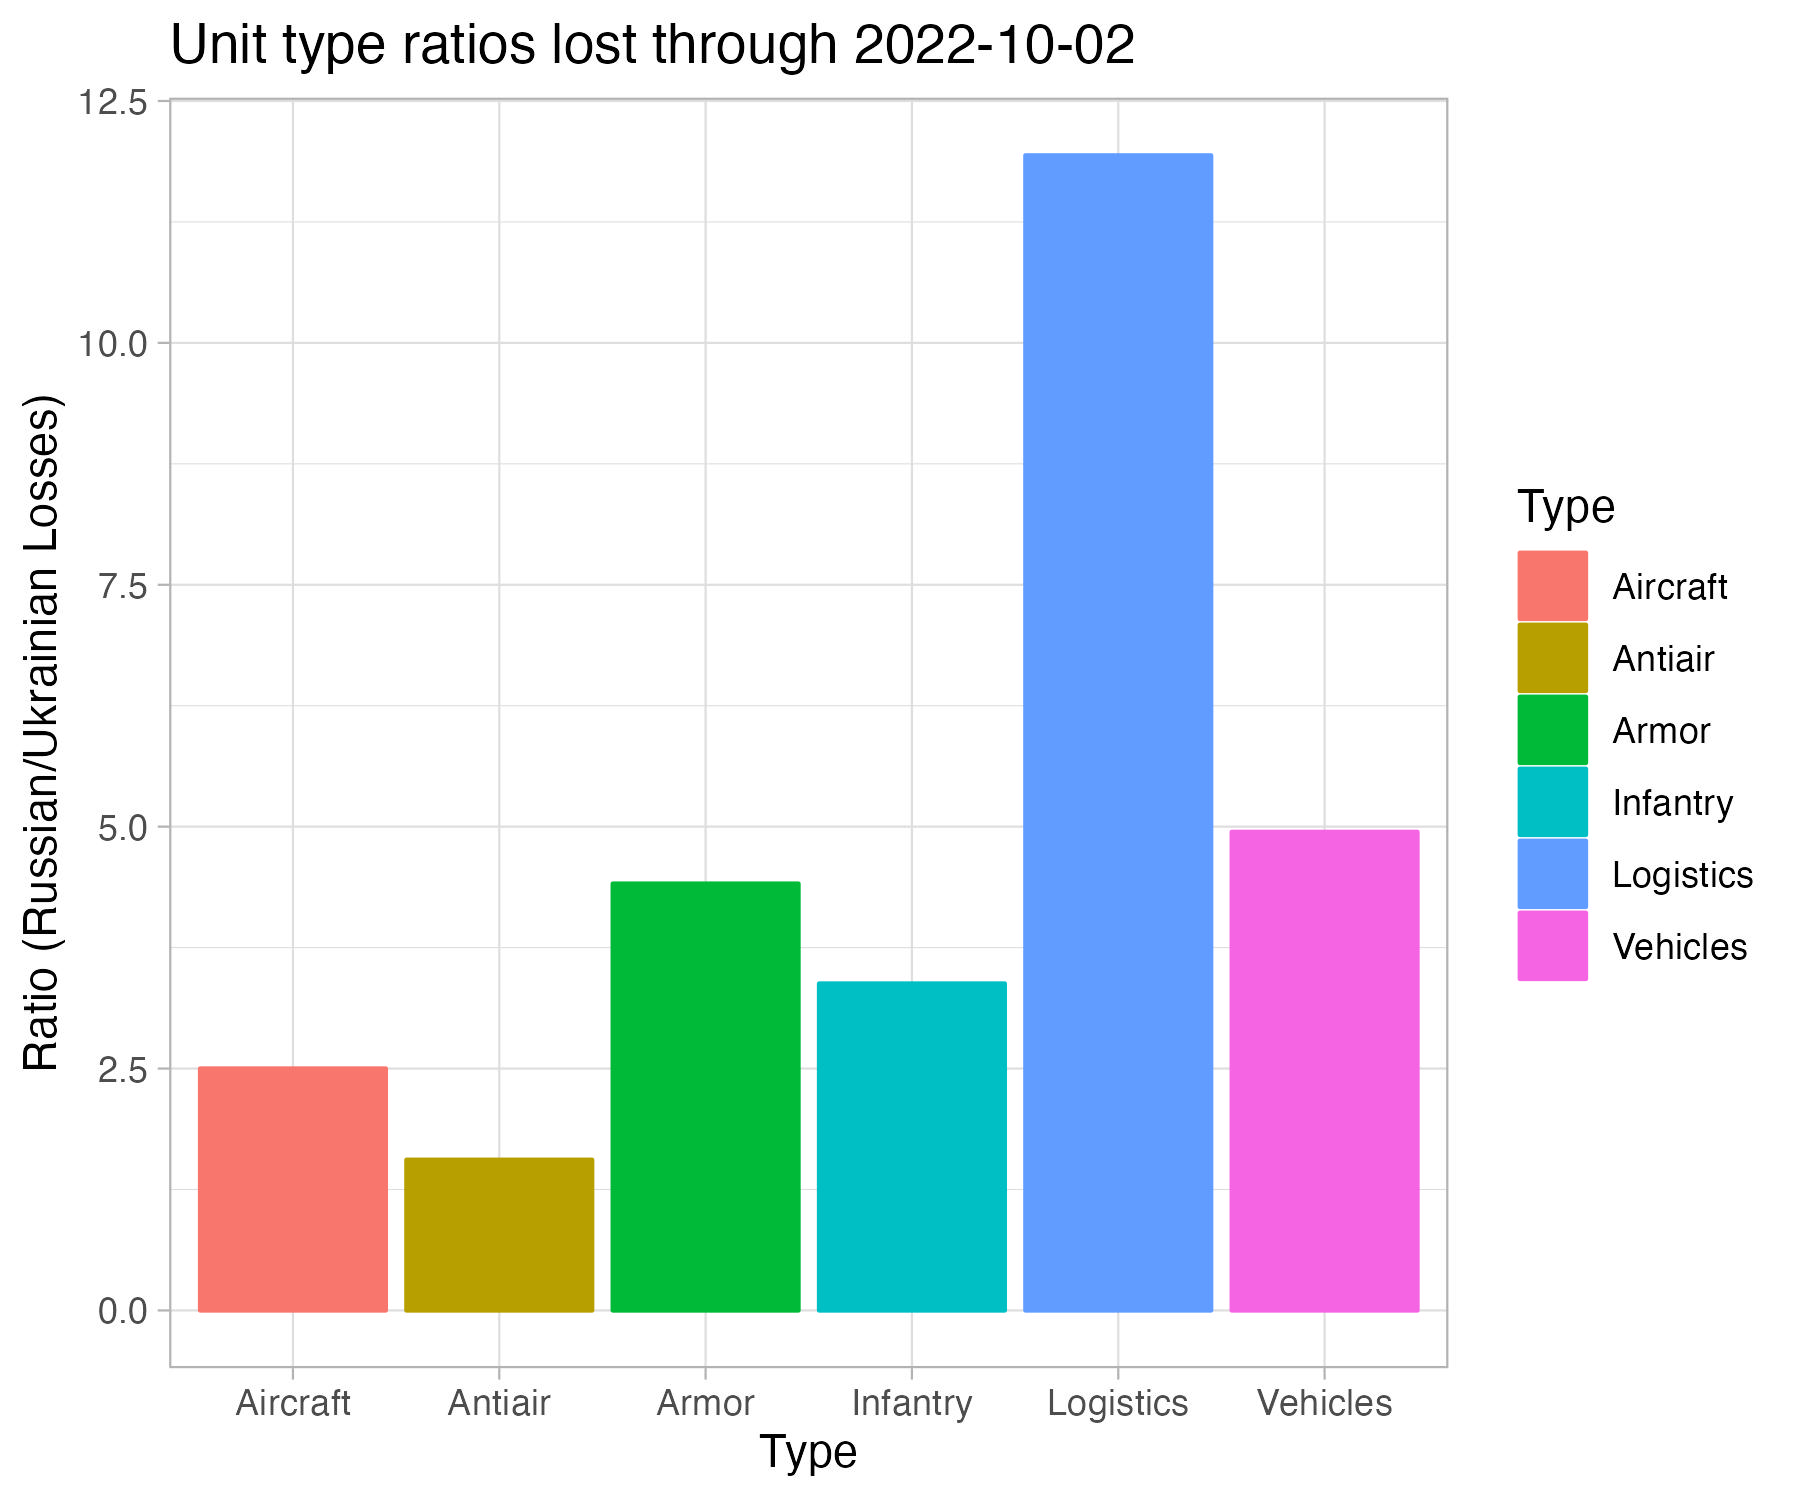 Unit type ratios lost through 2022-10-02
Ratio (Russian/Ukrainian Losses)
12.5
10.0
7.5
5.0
2.5
0.0
Aircraft
Antiair
Armor
Infantry
Logistics
Vehicles
Type
Type
Aircraft
Antiair
Armor
Infantry
Logistics
Vehicles